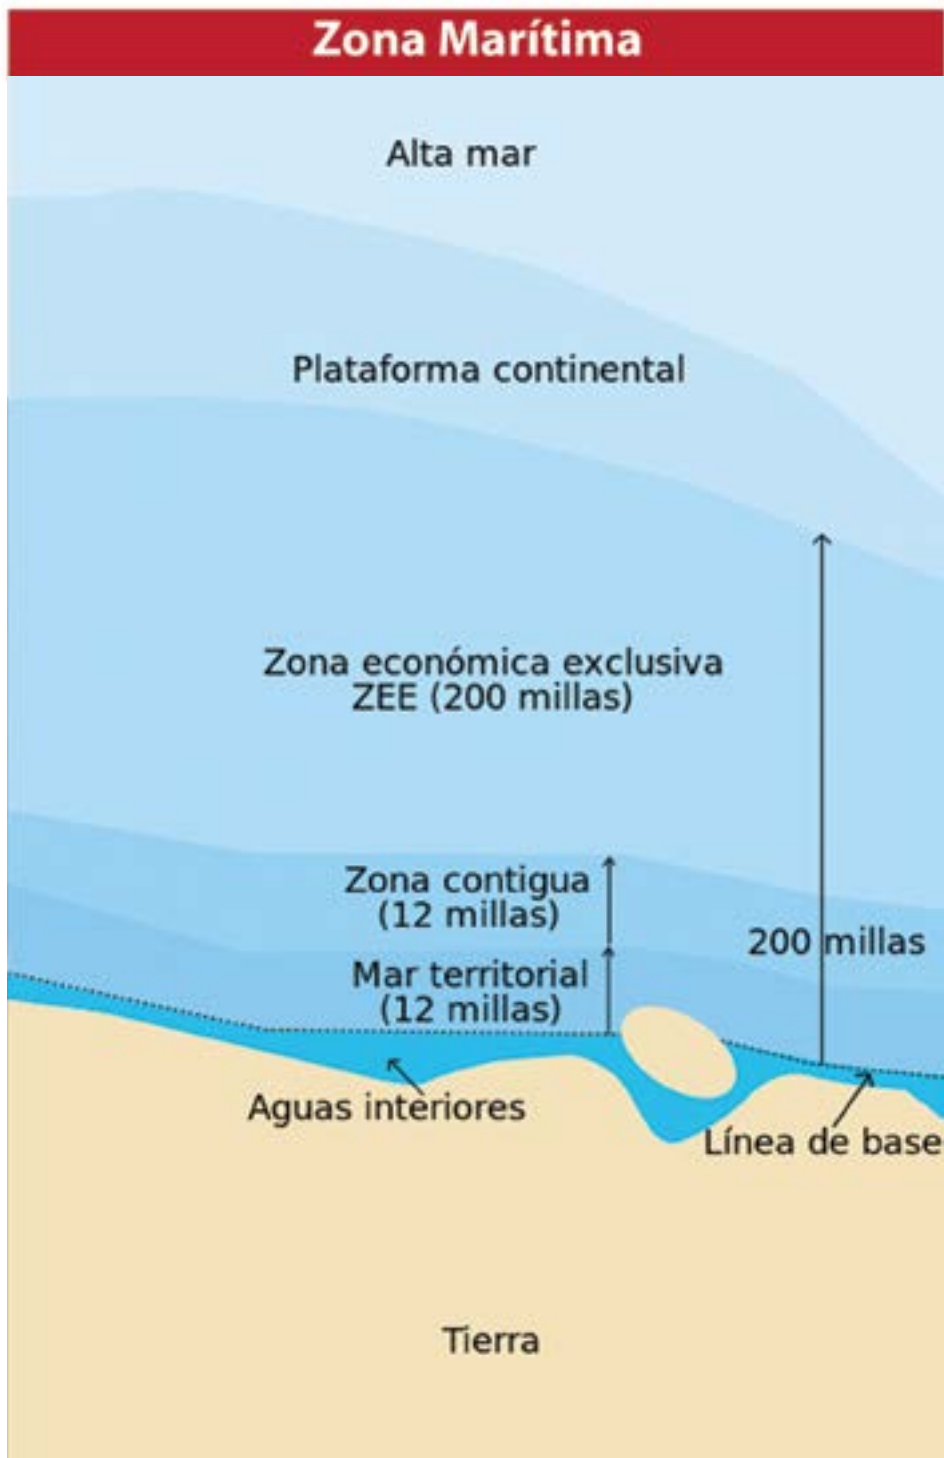 Zona Marítima
Alta mar
Plataforma continental
Zona económica exclusiva
ZEE (200 millas)
Zona contigua
(12 millas)
200 millas
Mar territorial
(12 millas)
Aguas interiores
Línea de base
Tierra